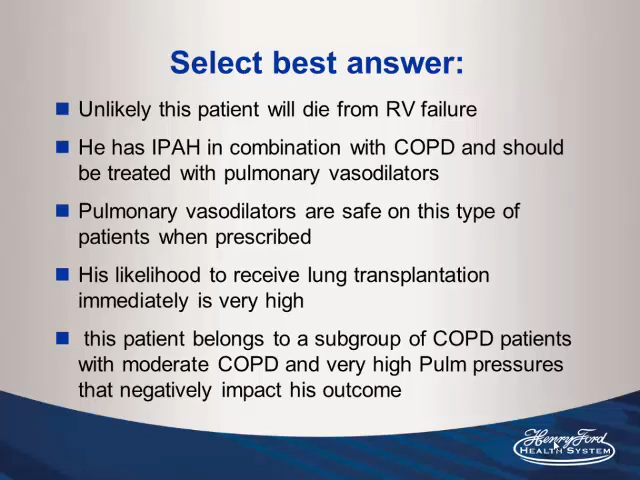 Select best answer:
Unlikely this patient will die from RV failure
He has IPAH in combination with COPD and should
be treated with pulmonary vasodilators
Pulmonary vasodilators are safe on this type of
patients when prescribed
His likelihood to receive lung transplantation
immediately is very high
this patient belongs to a subgroup of COPD patients
with moderate COPD and very high Pulm pressures
that negatively impact his outcome
Henry Ford
HEALTH SYSTEM